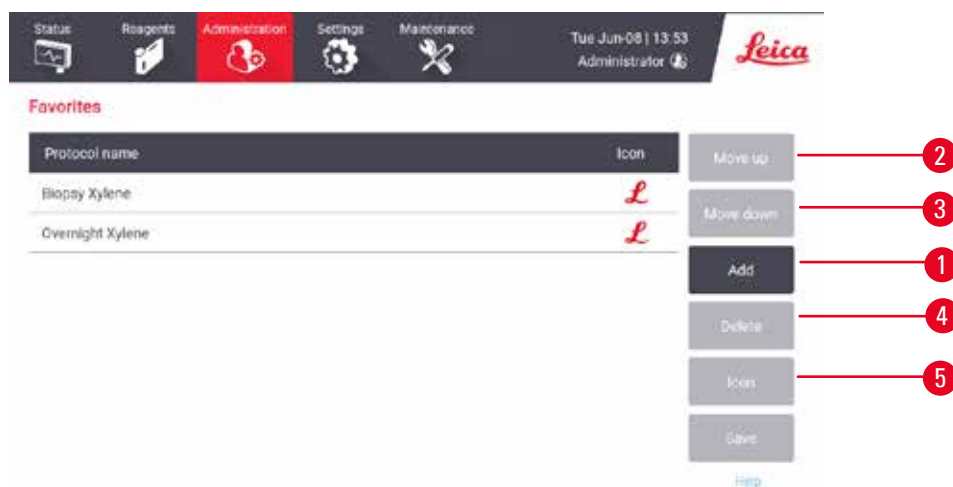 Status Reagents Administration Settings Maintenance
Tue Jun-08 | 13:53
Administrator
Leica
Favorites
Protocol name Icon
Biopsy Xylene L
Overnight Xylene L
Move up 2
Move down 3
Add 1
Delete 4
Icon 5
Save
Help